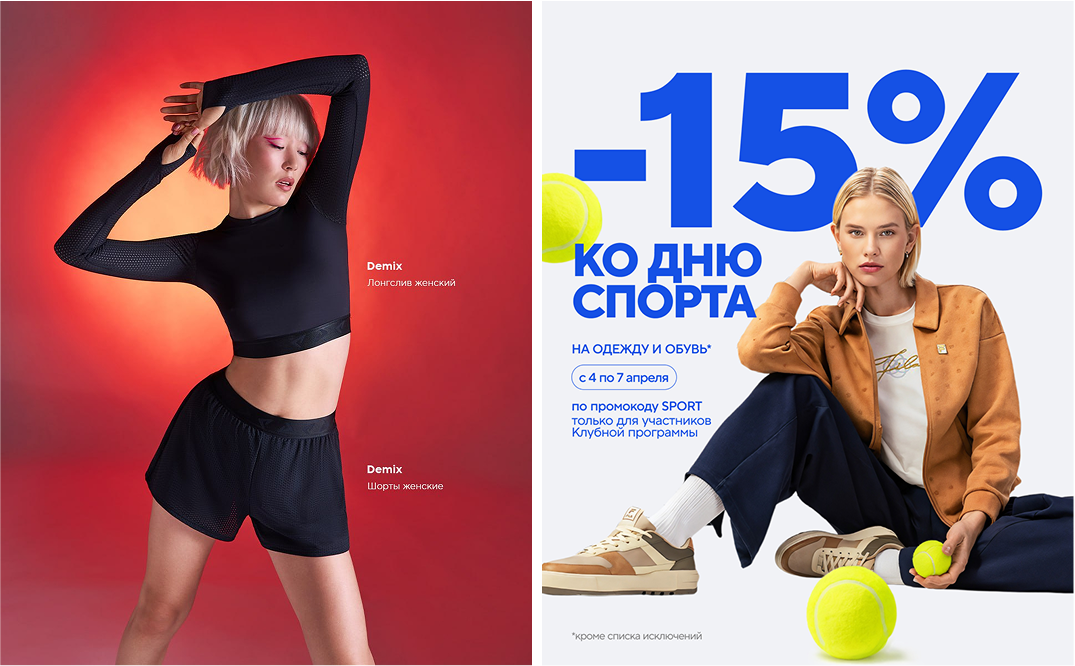 Demix
Лонгслив женский
Demix
Шорты женские
-15%
КО ДНЮ
СПОРТА
НА ОДЕЖДУ И ОБУВЬ*
с 4 по 7 апреля
по промокоду SPORT
только для участников
Клубной программы
*кроме списка исключений